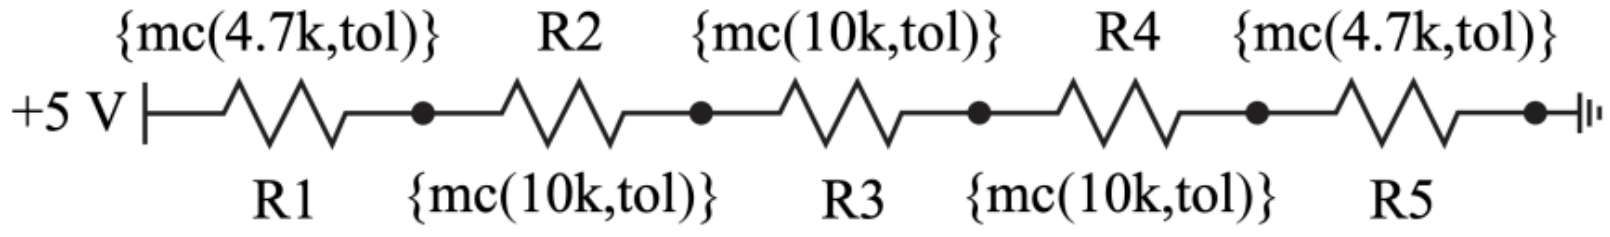 {mc(4.7k,tol)} R2 {mc(10k,tol)} R4 {mc(4.7k,tol)}
+5 V
R1 {mc(10k,tol)} R3 {mc(10k,tol)} R5